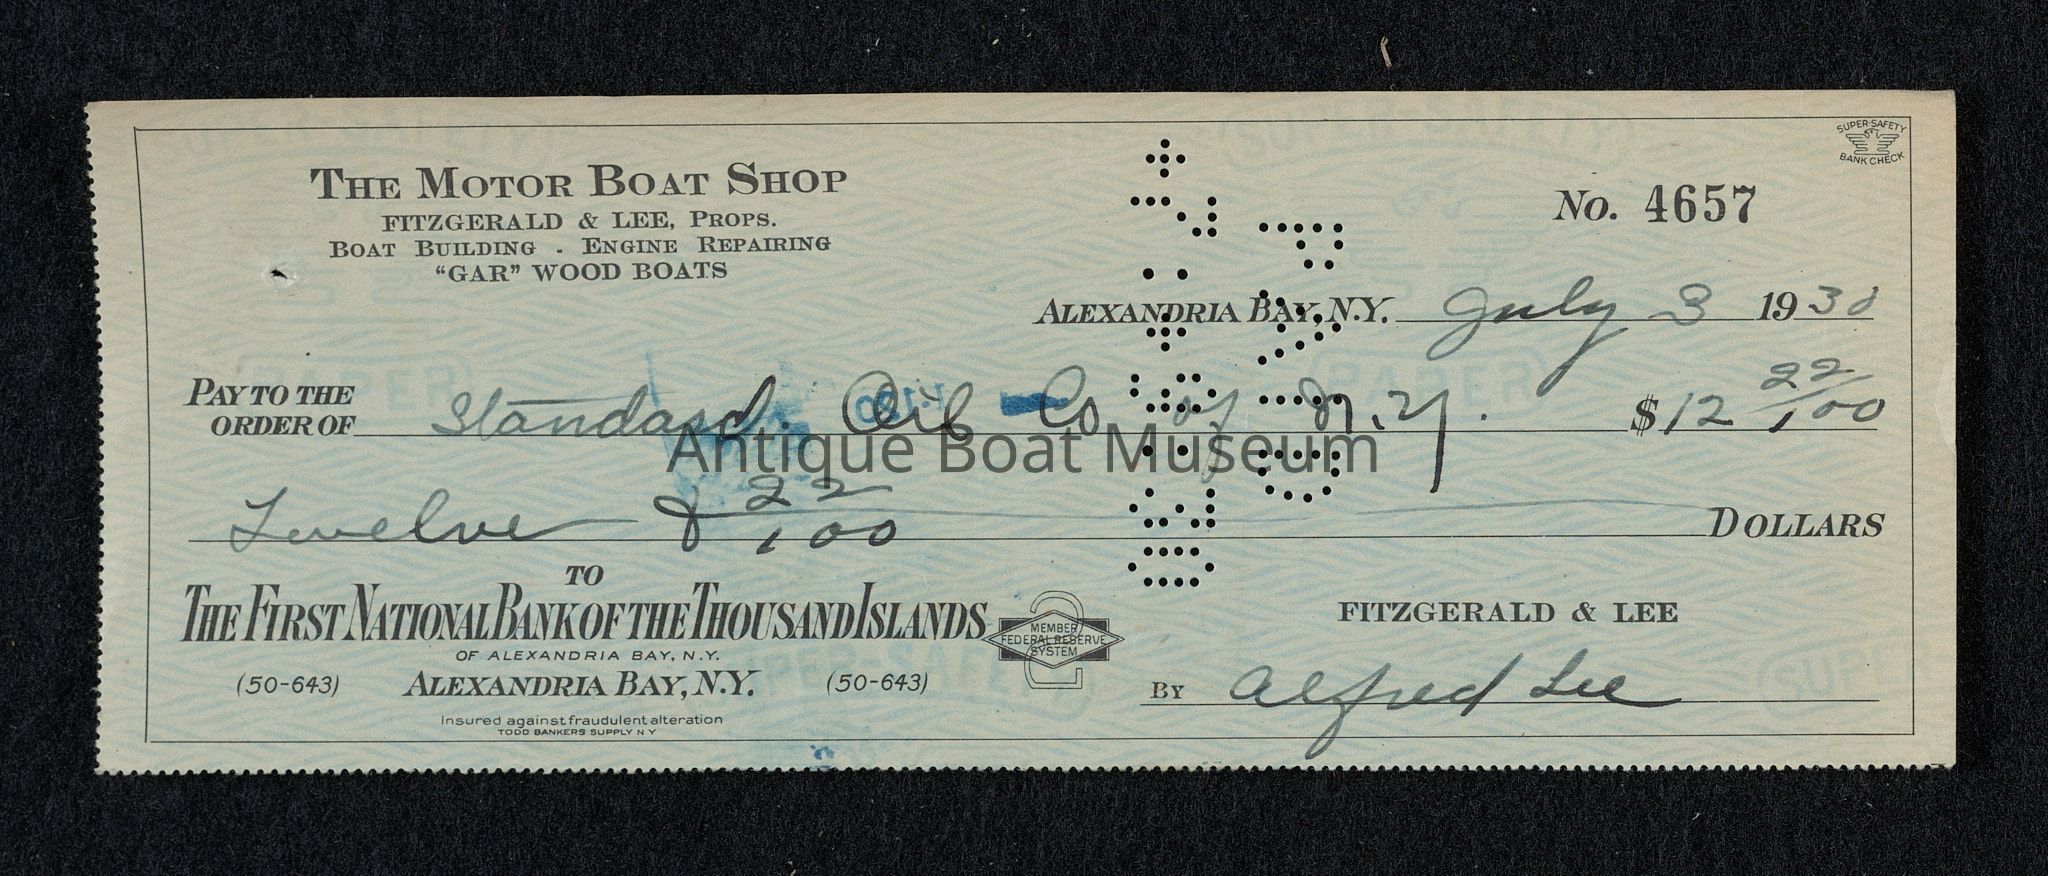 SUPER-SAFETY
BANK CHECK
THE MOTOR BOAT SHOP
FITZGERALD & LEE, PROPS.
BOAT BUILDING - ENGINE REPAIRING
"GAR" WOOD BOATS
No. 4657
ALEXANDRIA BAY, N.Y. July 3 1930
PAY TO THE
ORDER OF Standard Oil Co of N.Y. $12 22/100
Antique Boat Museum
Twelve & 22/100 DOLLARS
TO
THE FIRST NATIONAL BANK OF THE THOUSAND ISLANDS
OF ALEXANDRIA BAY, N.Y.
(50-643) ALEXANDRIA BAY, N.Y. (50-643)
MEMBER
FEDERAL RESERVE
SYSTEM
FITZGERALD & LEE
BY Alfred Lee
Insured against fraudulent alteration
TODD BANKERS SUPPLY N Y
PAID